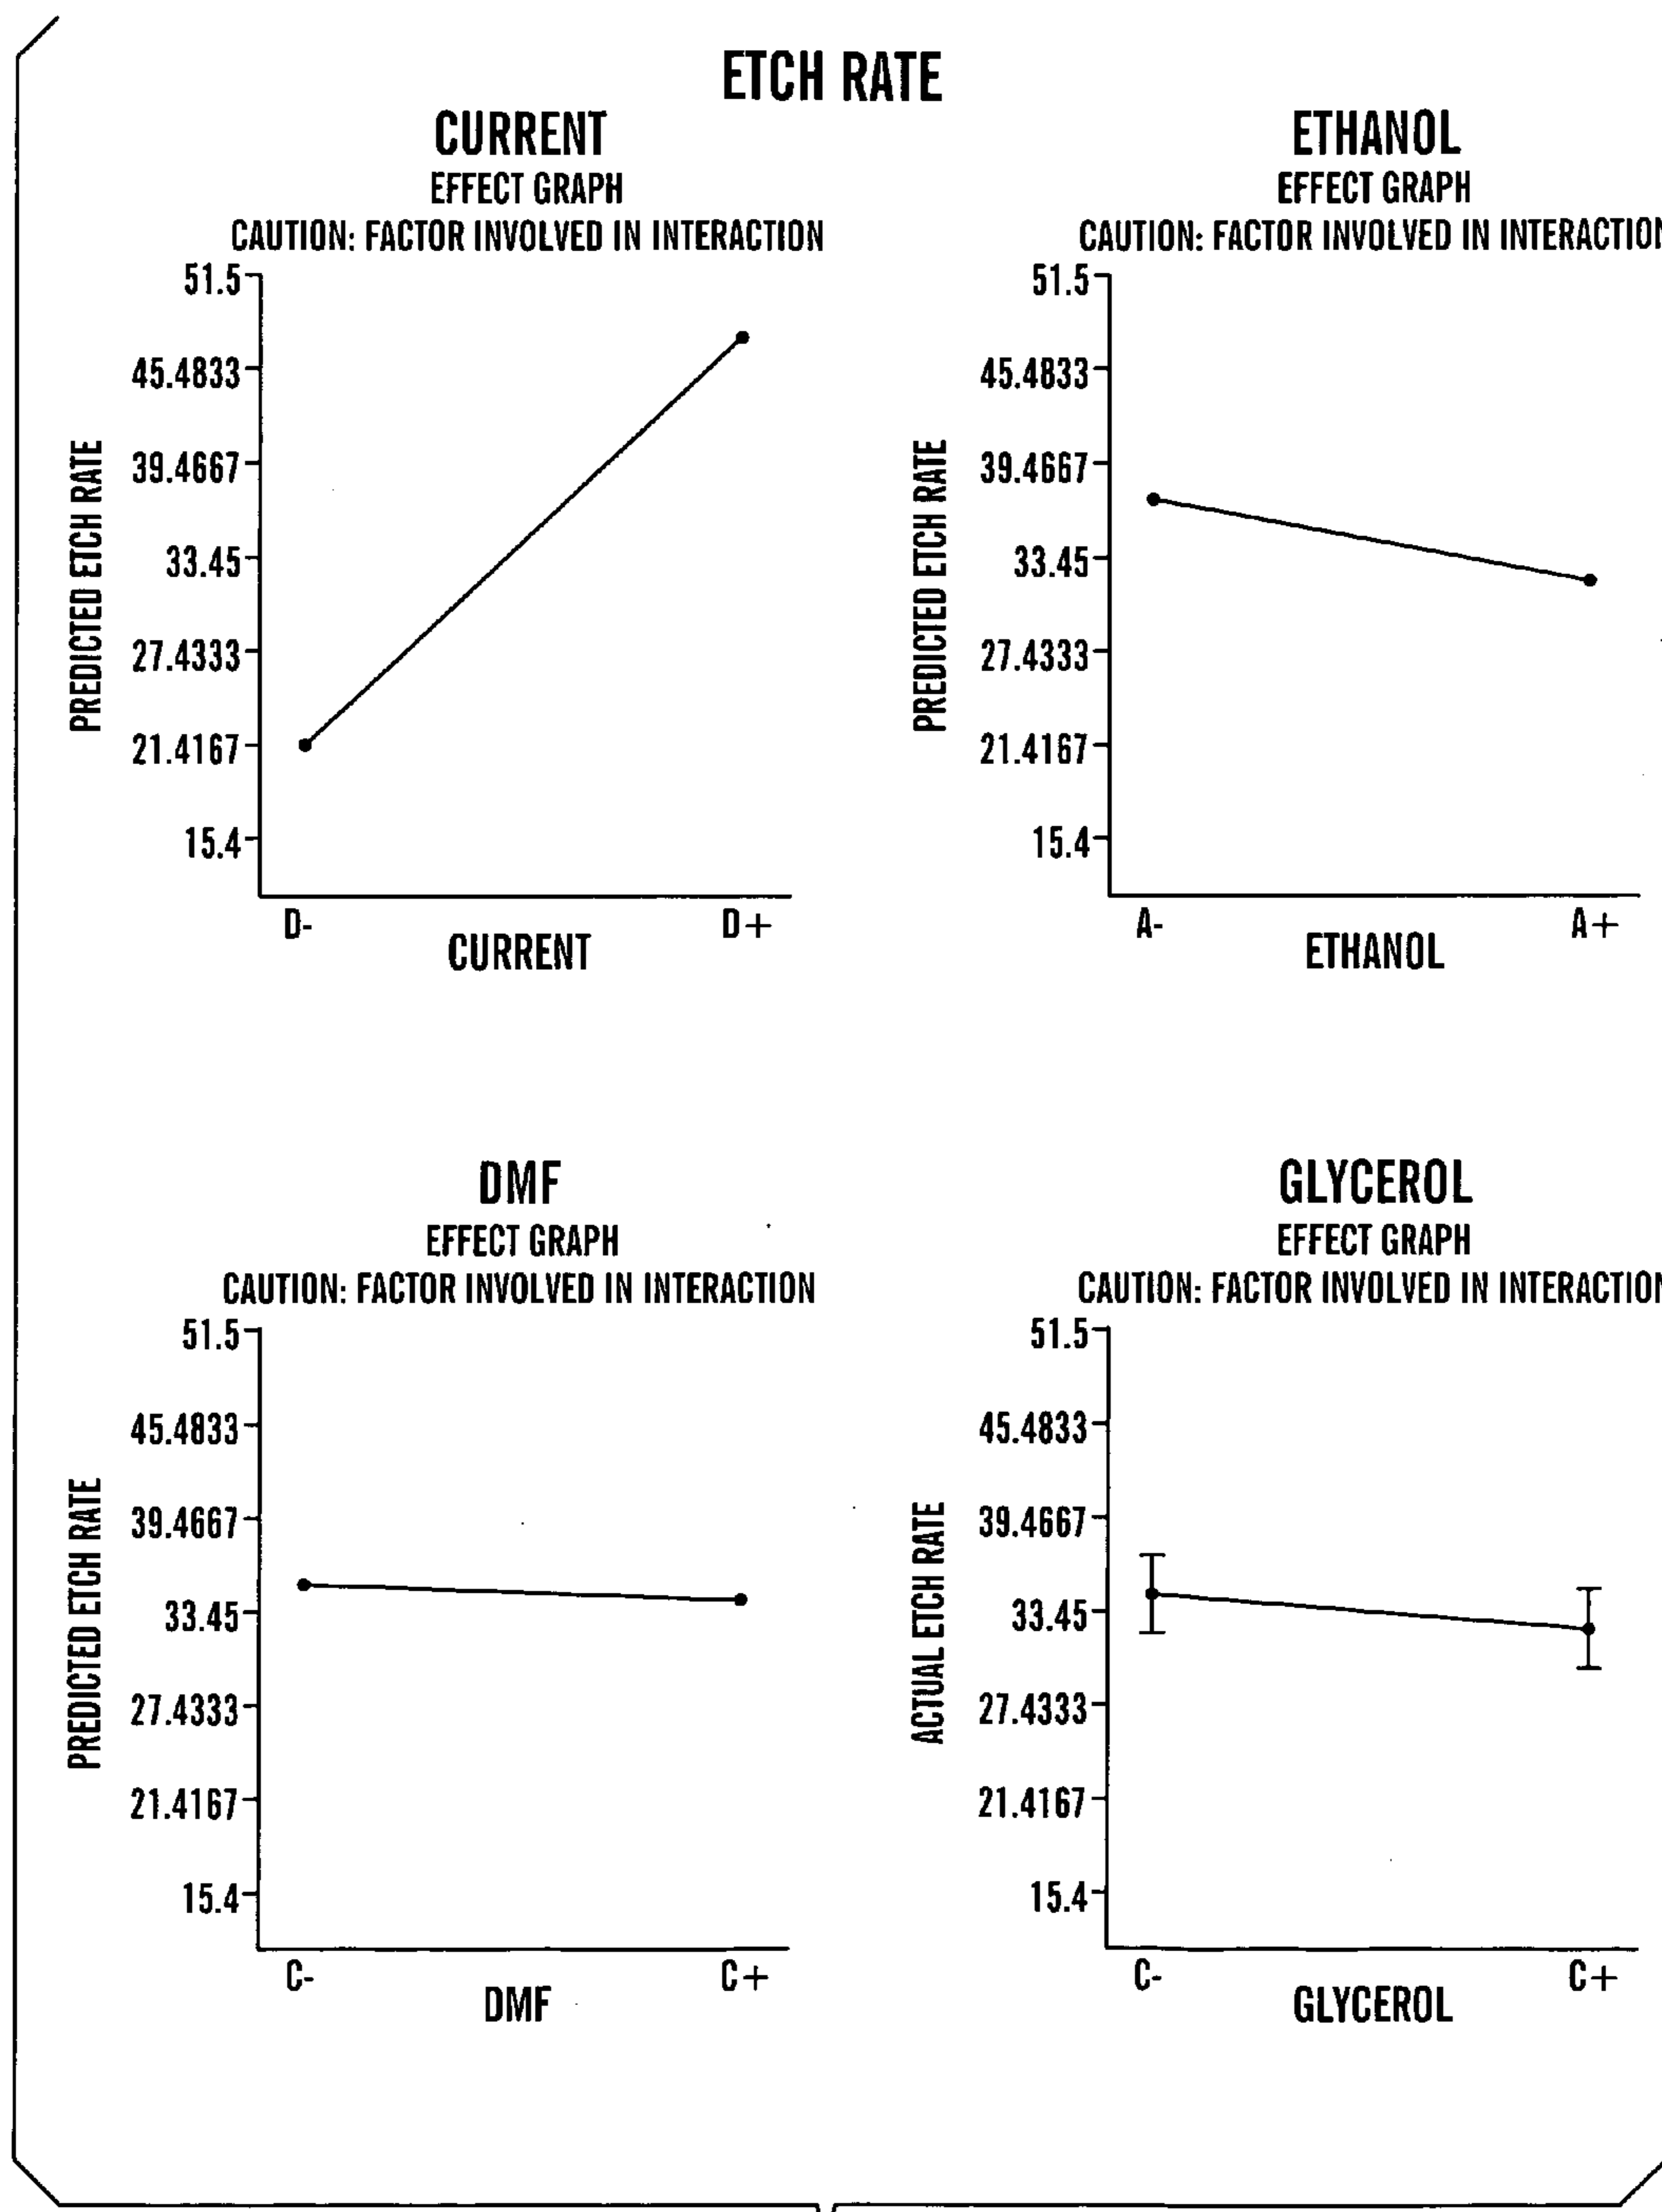 ETCH RATE
CURRENT
EFFECT GRAPH
CAUTION: FACTOR INVOLVED IN INTERACTION
PREDICTED ETCH RATE
51.5
45.4833
39.4667
33.45
27.4333
21.4167
15.4
D- D+
CURRENT
ETHANOL
EFFECT GRAPH
CAUTION: FACTOR INVOLVED IN INTERACTION
PREDICTED ETCH RATE
51.5
45.4833
39.4667
33.45
27.4333
21.4167
15.4
A- A+
ETHANOL
DMF
EFFECT GRAPH
CAUTION: FACTOR INVOLVED IN INTERACTION
PREDICTED ETCH RATE
51.5
45.4833
39.4667
33.45
27.4333
21.4167
15.4
C- C+
DMF
GLYCEROL
EFFECT GRAPH
CAUTION: FACTOR INVOLVED IN INTERACTION
ACTUAL ETCH RATE
51.5
45.4833
39.4667
33.45
27.4333
21.4167
15.4
C- C+
GLYCEROL